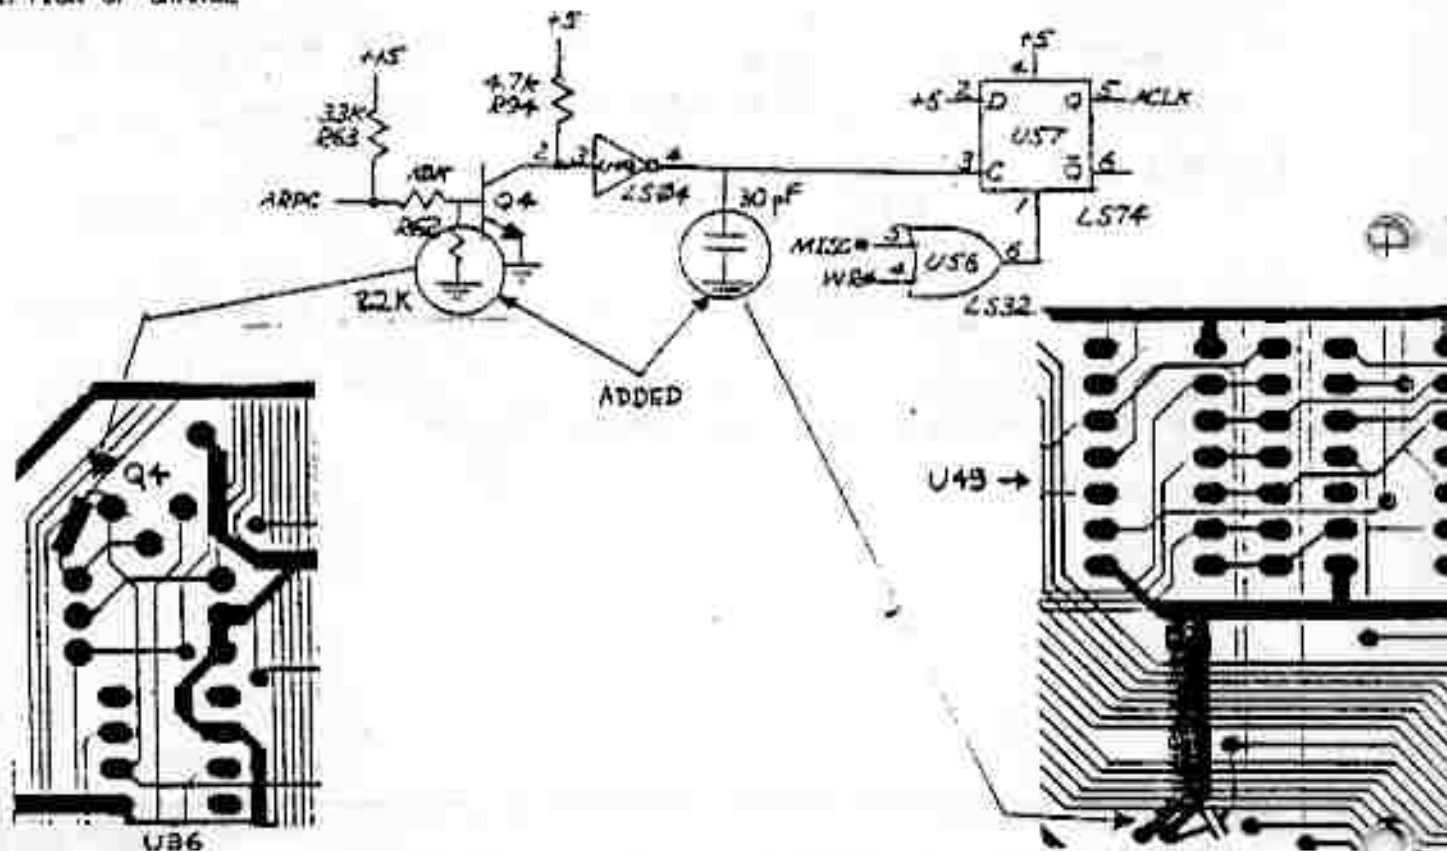 +5
+5
+15
4.7K
R94
+5
4
2
D
Q
5
ACLK
33K
R63
U57
2
3
4
3
C
Q
6
10K
ARPC
Q4
LS04
30pF
1
LS74
R62
MISC*
5
U56
6
WR*
4
22K
LS32
ADDED
Q4
U49 →
U36